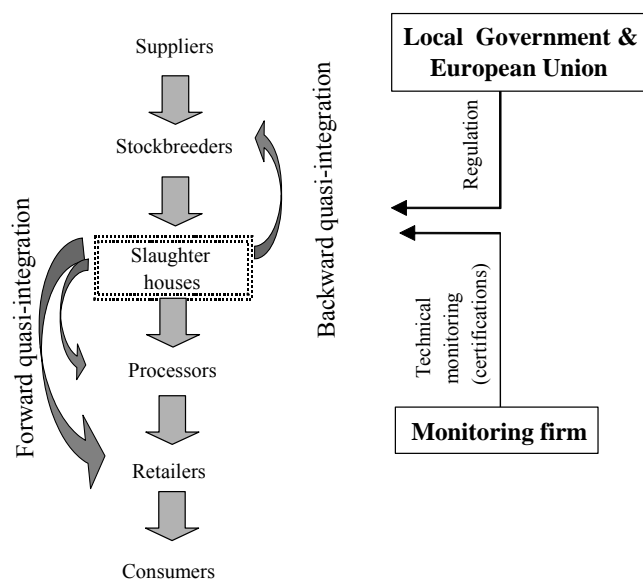 Suppliers
Stockbreeders
Slaughter
houses
Processors
Retailers
Consumers
Forward quasi-integration
Backward quasi-integration
Local Government &
European Union
Regulation
Technical
monitoring
(certifications)
Monitoring firm